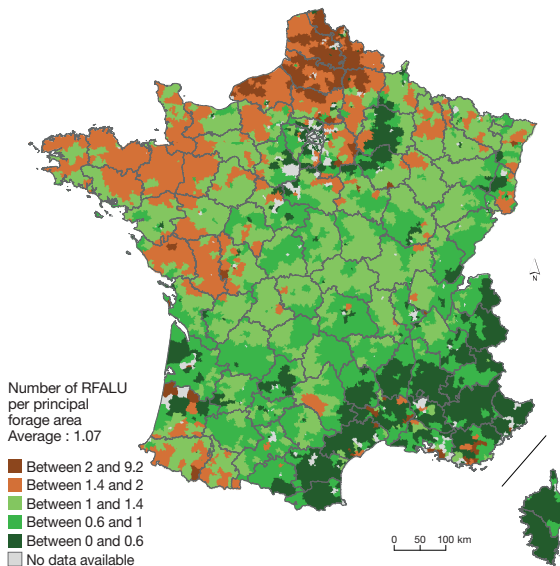 N
Number of RFALU
per principal
forage area
Average : 1.07
Between 2 and 9.2
Between 1.4 and 2
Between 1 and 1.4
Between 0.6 and 1
Between 0 and 0.6
No data available
0 50 100 km